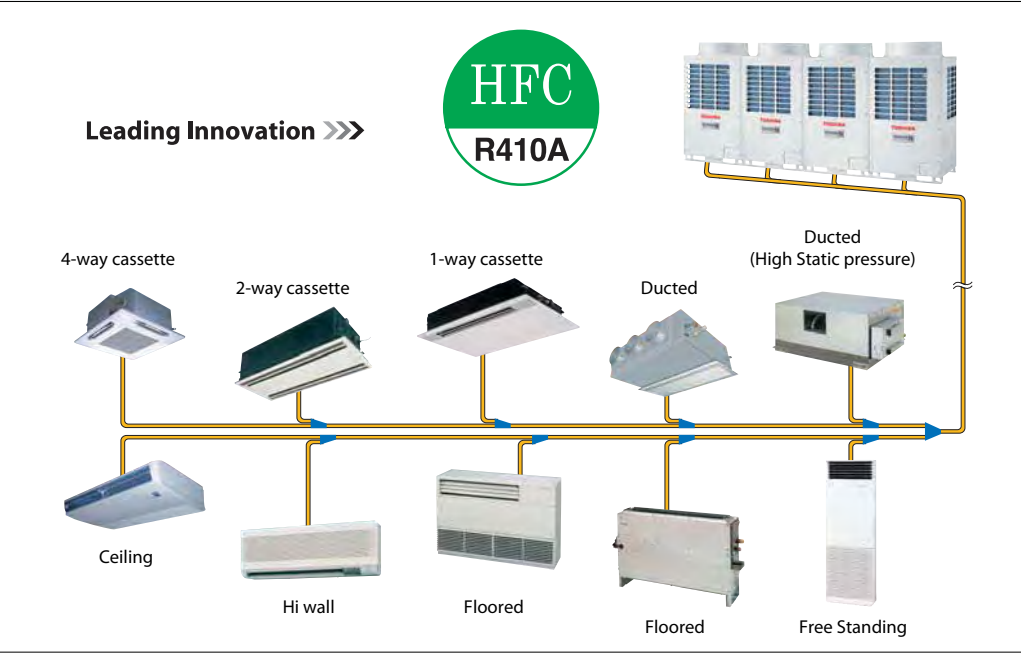 HFC
R410A
Leading Innovation >>>
TOSHIBA
TOSHIBA
TOSHIBA
TOSHIBA
4-way cassette
2-way cassette
1-way cassette
Ducted
Ducted
(High Static pressure)
Ceiling
Hi wall
Floored
Floored
Free Standing